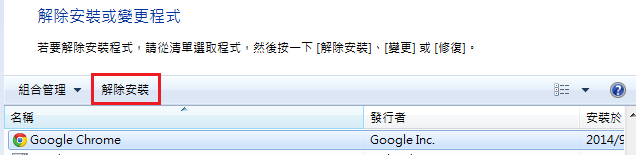 解除安裝或變更程式
若要解除安裝程式，請從清單選取程式，然後按一下 [解除安裝]、[變更] 或 [修復]。
組合管理 解除安裝
名稱 發行者 安裝於
Google Chrome Google Inc. 2014/9